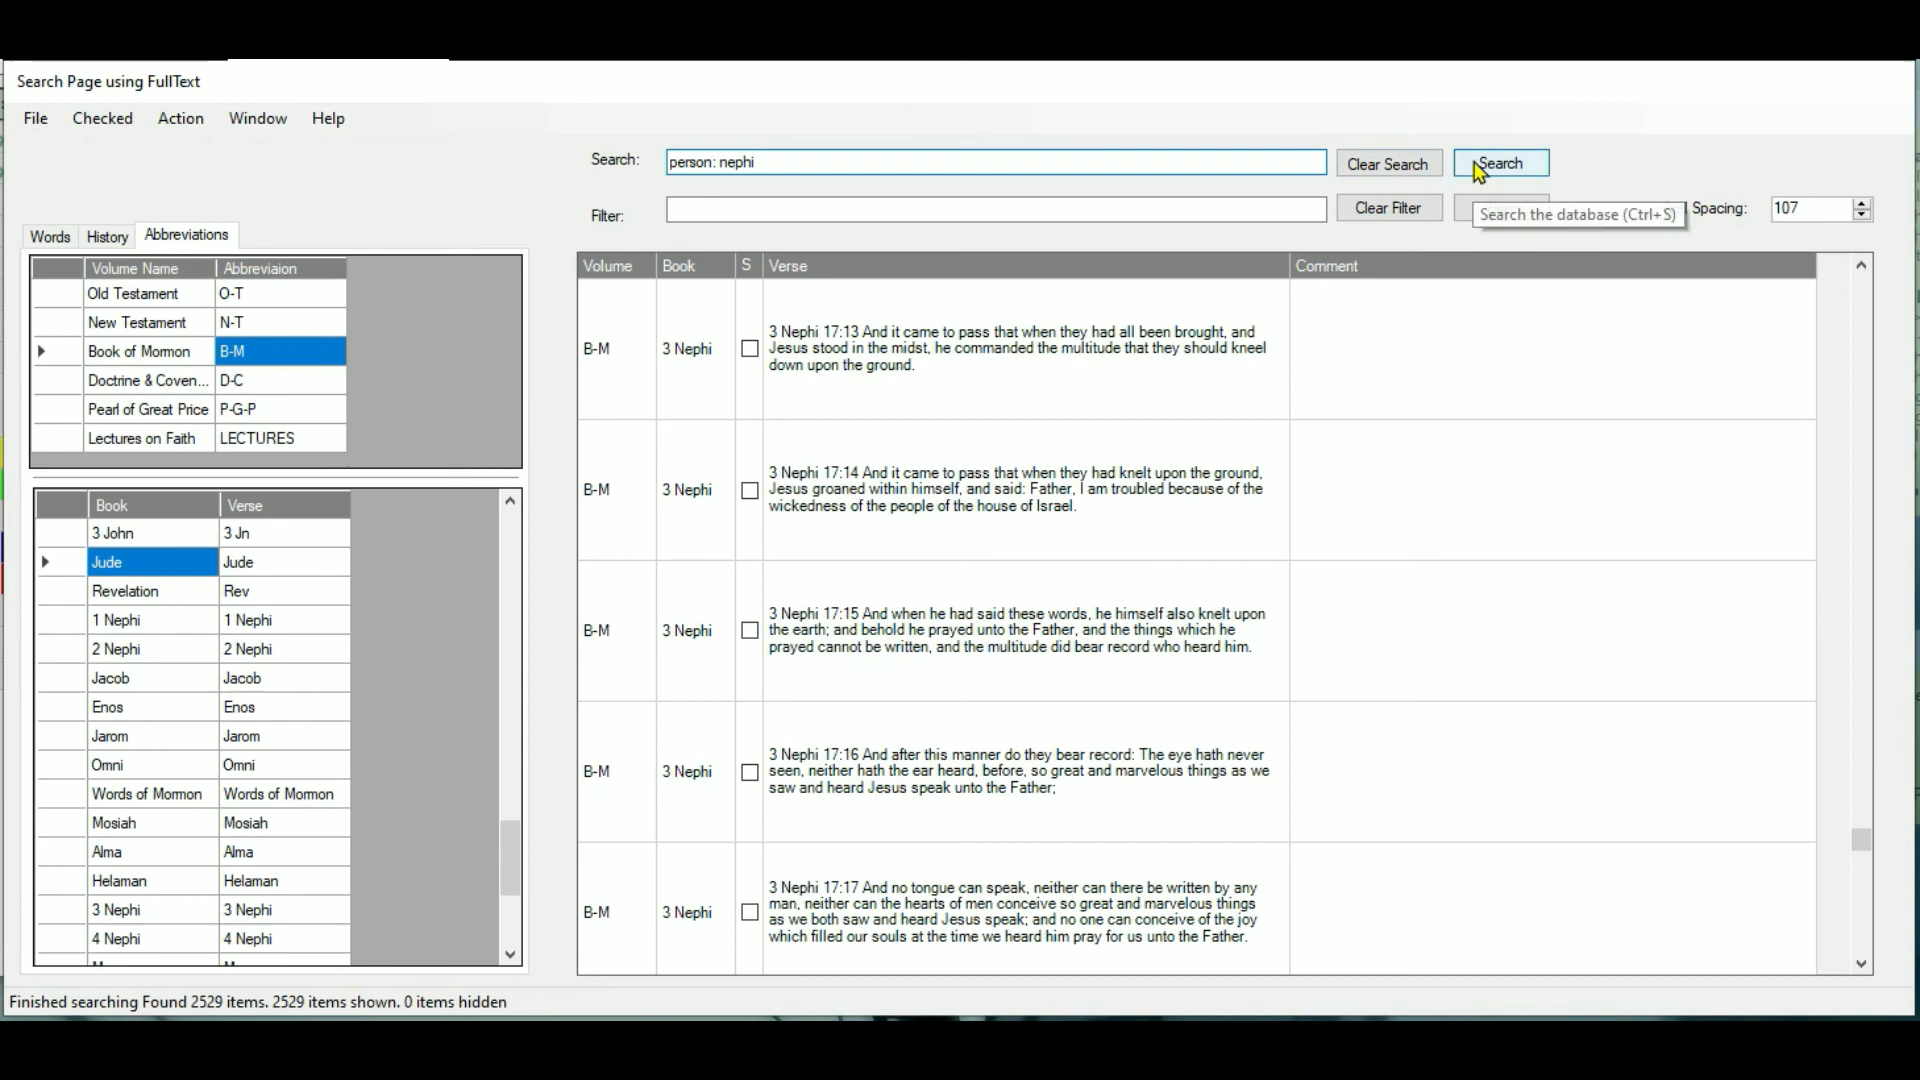 Search Page using FullText
File Checked Action Window Help
Search: person: nephi Clear Search Search
Filter: Clear Filter Search the database (Ctrl+S) Spacing: 107
Words History Abbreviations
Volume Name Abbreviaion
Old Testament O-T
New Testament N-T
Book of Mormon B-M
Doctrine & Coven... D-C
Pearl of Great Price P-G-P
Lectures on Faith LECTURES
Book Verse
3 John 3 Jn
Jude Jude
Revelation Rev
1 Nephi 1 Nephi
2 Nephi 2 Nephi
Jacob Jacob
Enos Enos
Jarom Jarom
Omni Omni
Words of Mormon Words of Mormon
Mosiah Mosiah
Alma Alma
Helaman Helaman
3 Nephi 3 Nephi
4 Nephi 4 Nephi
Volume Book S Verse Comment
B-M 3 Nephi
3 Nephi 17:13 And it came to pass that when they had all been brought, and
Jesus stood in the midst, he commanded the multitude that they should kneel
down upon the ground.
B-M 3 Nephi
3 Nephi 17:14 And it came to pass that when they had knelt upon the ground,
Jesus groaned within himself, and said: Father, I am troubled because of the
wickedness of the people of the house of Israel.
B-M 3 Nephi
3 Nephi 17:15 And when he had said these words, he himself also knelt upon
the earth; and behold he prayed unto the Father, and the things which he
prayed cannot be written, and the multitude did bear record who heard him.
B-M 3 Nephi
3 Nephi 17:16 And after this manner do they bear record: The eye hath never
seen, neither hath the ear heard, before, so great and marvelous things as we
saw and heard Jesus speak unto the Father;
B-M 3 Nephi
3 Nephi 17:17 And no tongue can speak, neither can there be written by any
man, neither can the hearts of men conceive so great and marvelous things
as we both saw and heard Jesus speak; and no one can conceive of the joy
which filled our souls at the time we heard him pray for us unto the Father.
Finished searching Found 2529 items. 2529 items shown. 0 items hidden